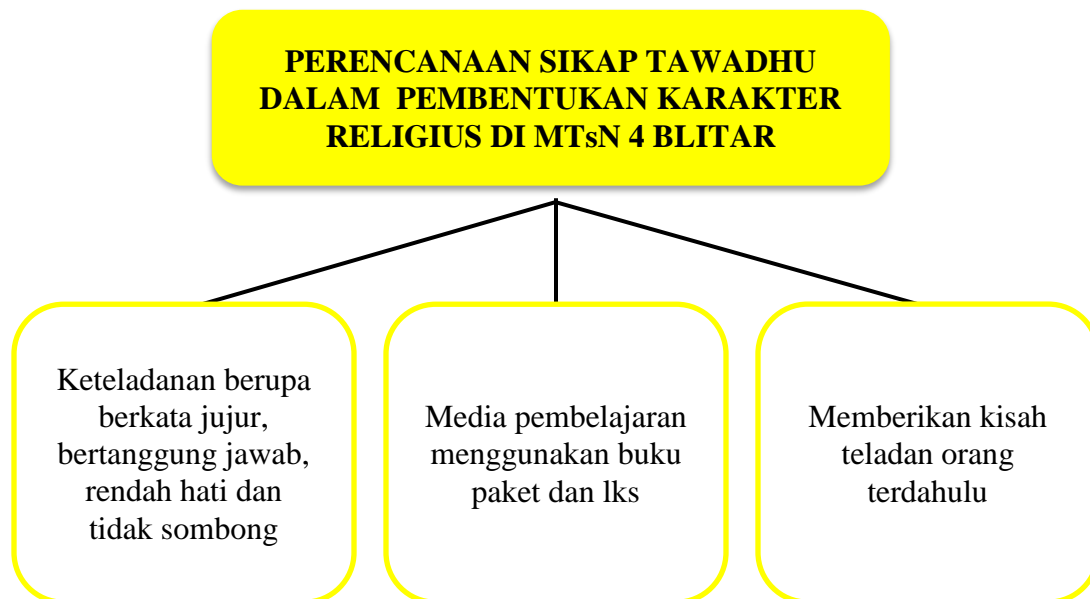 PERENCANAAN SIKAP TAWADHU
DALAM PEMBENTUKAN KARAKTER
RELIGIUS DI MTsN 4 BLITAR
Keteladanan berupa
berkata jujur,
bertanggung jawab,
rendah hati dan
tidak sombong
Media pembelajaran
menggunakan buku
paket dan lks
Memberikan kisah
teladan orang
terdahulu